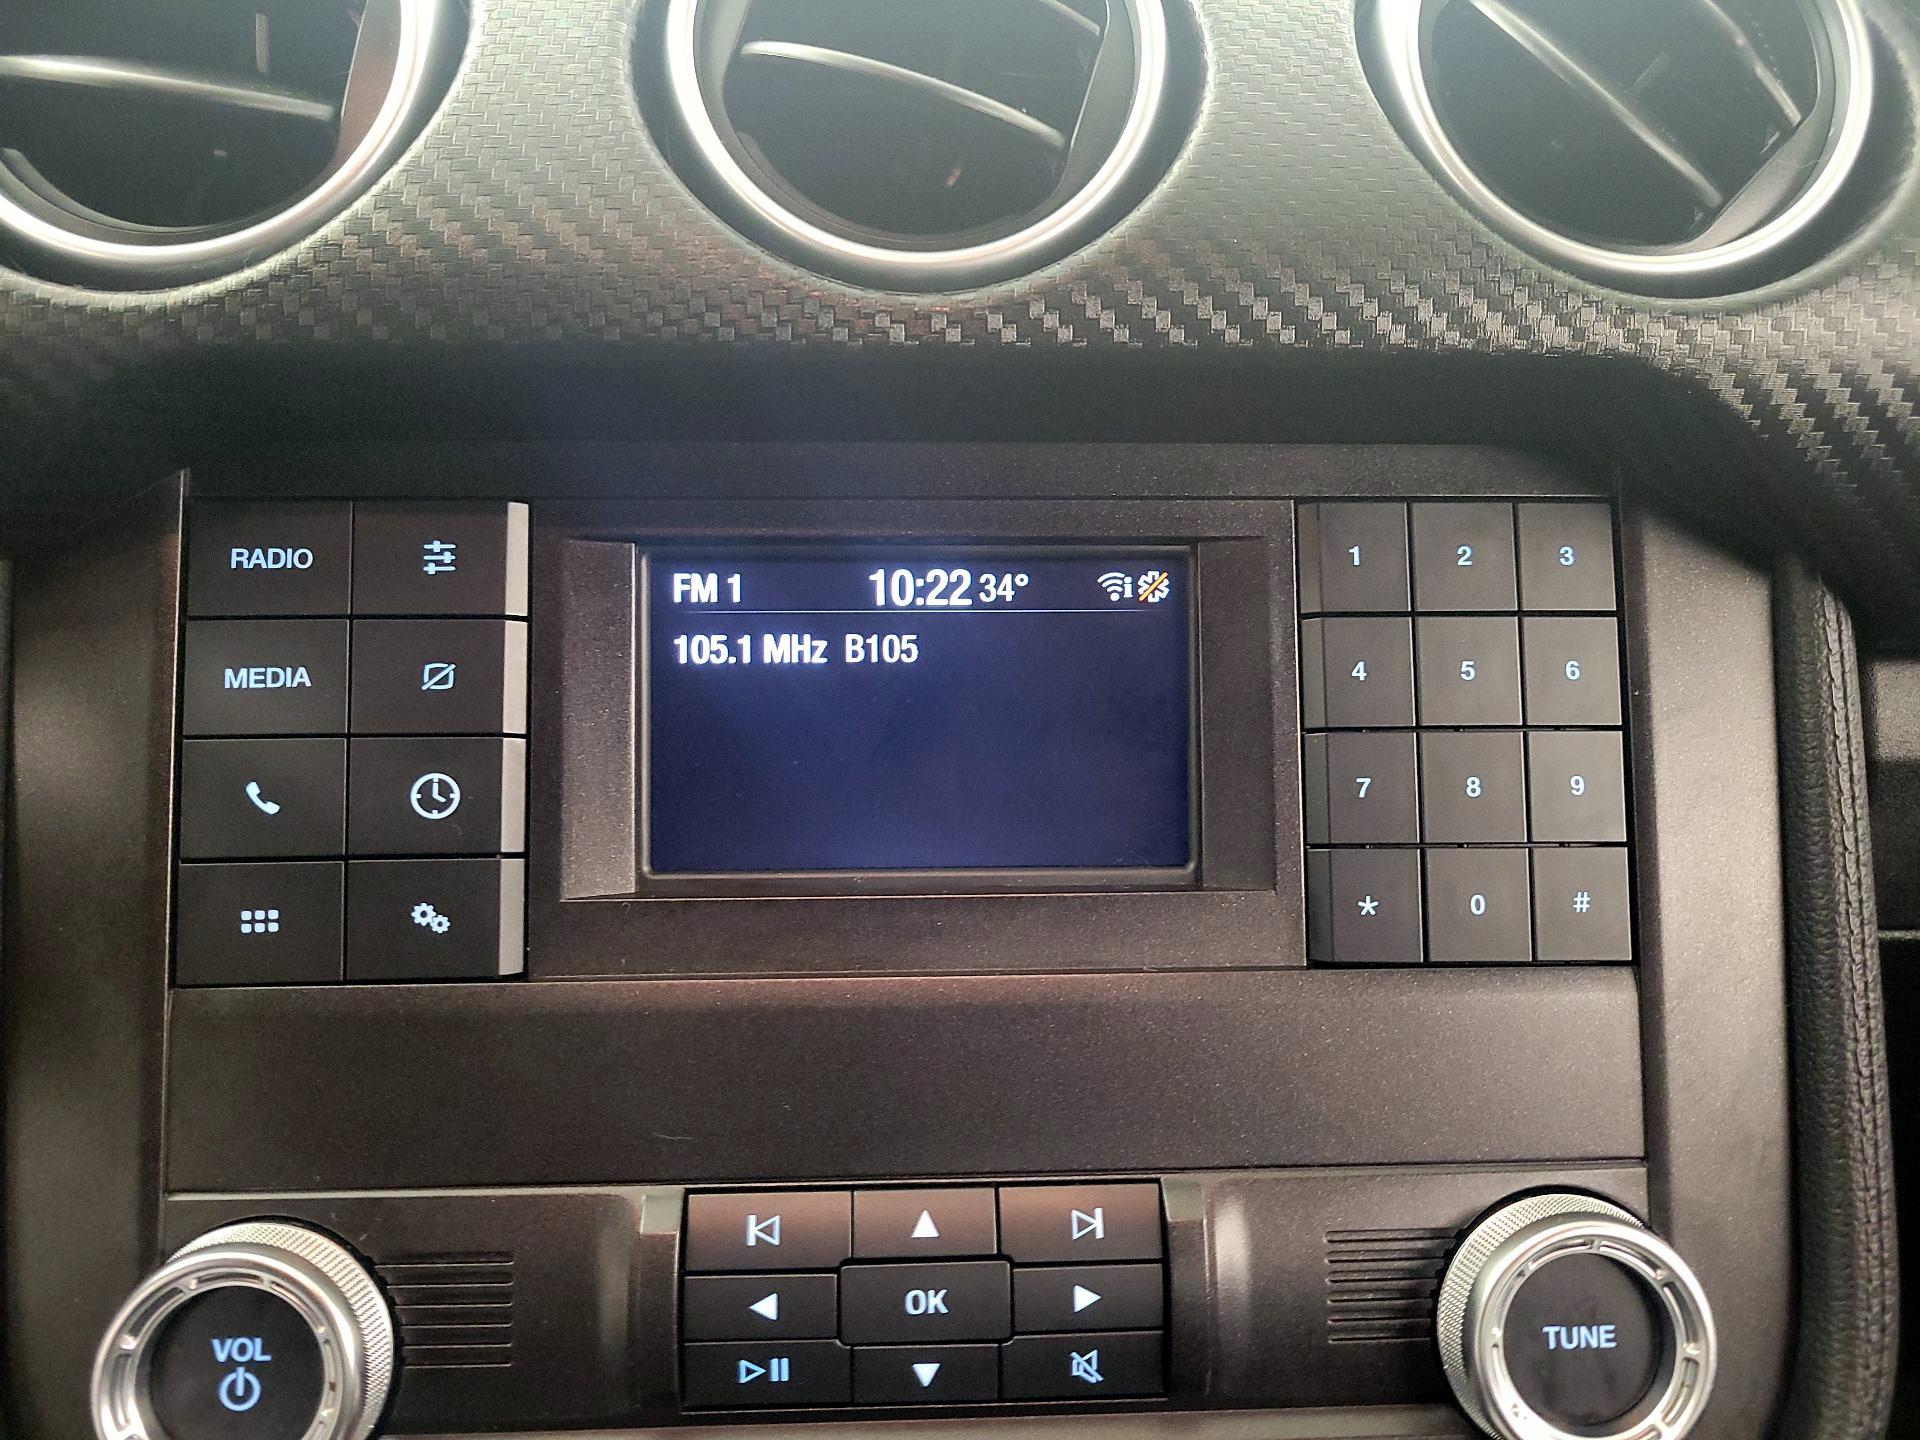 RADIO
MEDIA
FM 1 10:22 34°
105.1 MHz B105
1 2 3
4 5 6
7 8 9
* 0 #
OK
VOL
TUNE